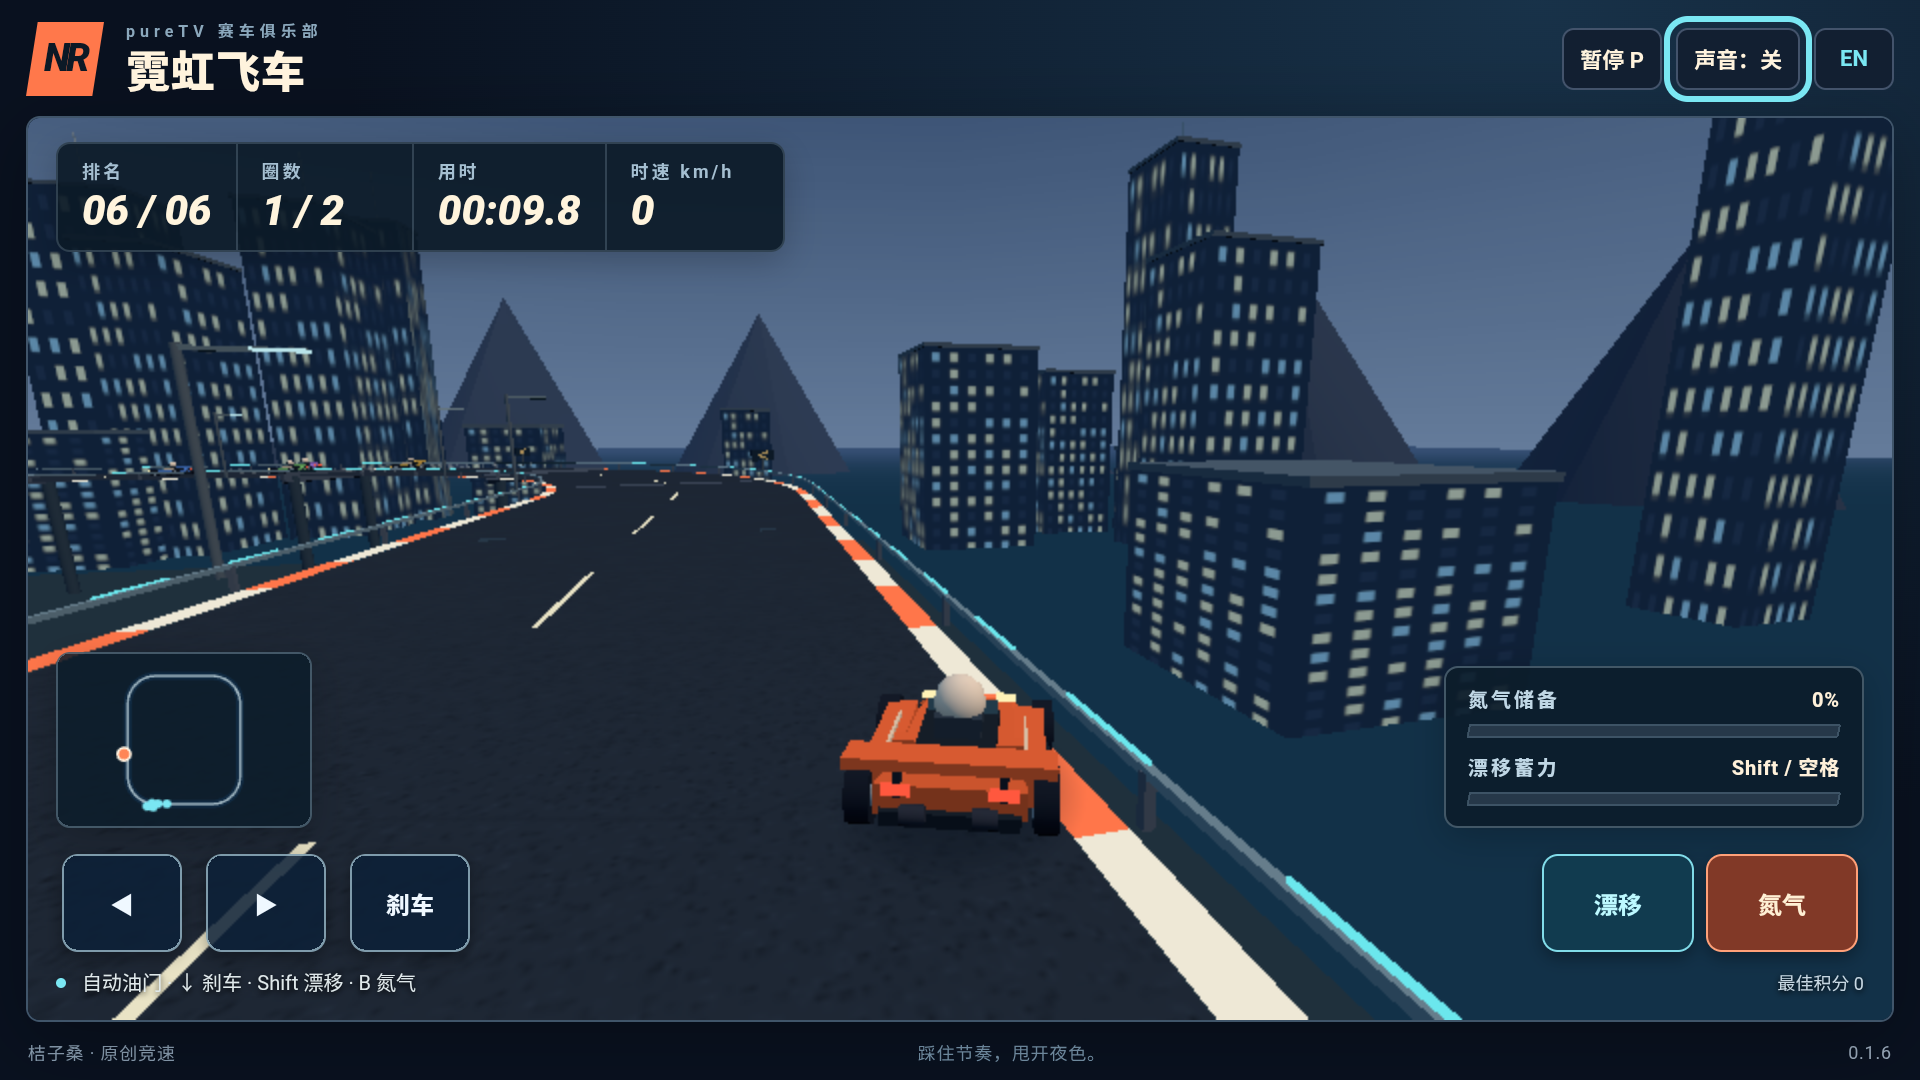 NR
pureTV 赛车俱乐部
霓虹飞车
暂停 P
声音：关
EN
排名
06 / 06
圈数
1 / 2
用时
00:09.8
时速 km/h
0
氮气储备
0%
漂移蓄力
Shift / 空格
◀
▶
刹车
漂移
氮气
自动油门 ↓ 刹车 · Shift 漂移 · B 氮气
最佳积分 0
桔子桑 · 原创竞速
踩住节奏，甩开夜色。
0.1.6